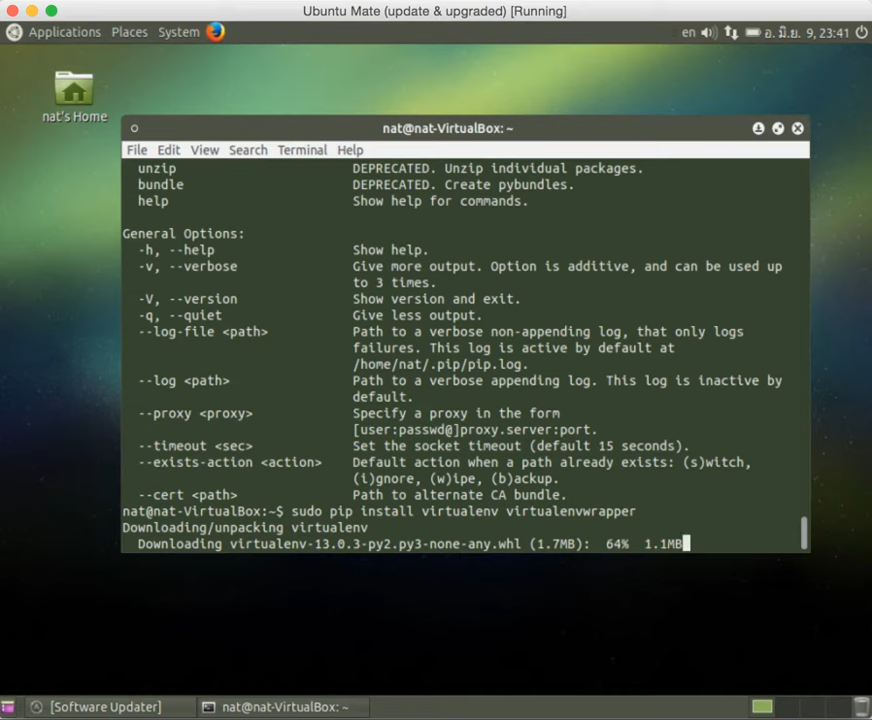 Ubuntu Mate (update & upgraded) [Running]
Applications Places System en อ. มิ.ย. 9, 23:41
nat's Home
nat@nat-VirtualBox: ~
File Edit View Search Terminal Help
unzip DEPRECATED. Unzip individual packages.
bundle DEPRECATED. Create pybundles.
help Show help for commands.
General Options:
-h, --help Show help.
-v, --verbose Give more output. Option is additive, and can be used up
to 3 times.
-V, --version Show version and exit.
-q, --quiet Give less output.
--log-file <path> Path to a verbose non-appending log, that only logs
failures. This log is active by default at
/home/nat/.pip/pip.log.
--log <path> Path to a verbose appending log. This log is inactive by
default.
--proxy <proxy> Specify a proxy in the form
[user:passwd@]proxy.server:port.
--timeout <sec> Set the socket timeout (default 15 seconds).
--exists-action <action> Default action when a path already exists: (s)witch,
(i)gnore, (w)ipe, (b)ackup.
--cert <path> Path to alternate CA bundle.
nat@nat-VirtualBox:~$ sudo pip install virtualenv virtualenvwrapper
Downloading/unpacking virtualenv
Downloading virtualenv-13.0.3-py2.py3-none-any.whl (1.7MB): 64% 1.1MB
[Software Updater] nat@nat-VirtualBox: ~